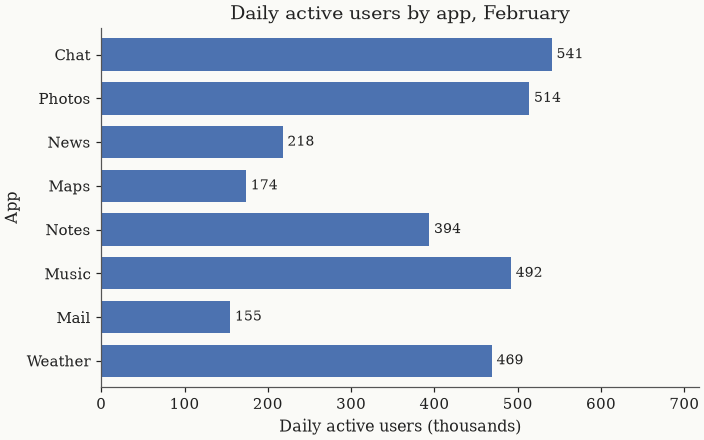 Daily active users by app, February
App
Chat 541
Photos 514
News 218
Maps 174
Notes 394
Music 492
Mail 155
Weather 469
0 100 200 300 400 500 600 700
Daily active users (thousands)